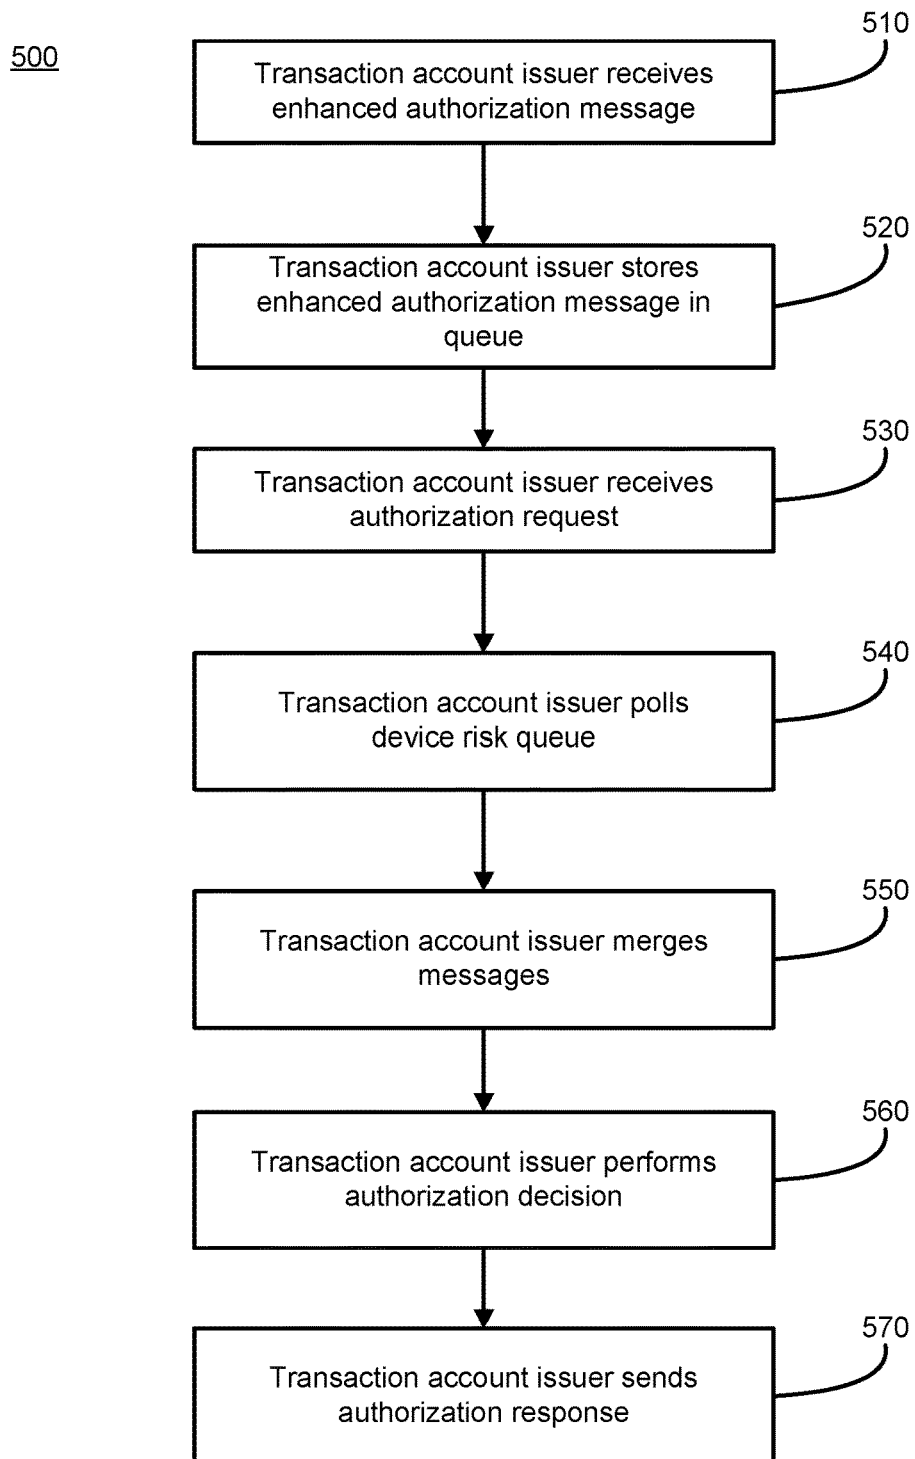 500
510
Transaction account issuer receives
enhanced authorization message
520
Transaction account issuer stores
enhanced authorization message in
queue
530
Transaction account issuer receives
authorization request
540
Transaction account issuer polls
device risk queue
550
Transaction account issuer merges
messages
560
Transaction account issuer performs
authorization decision
570
Transaction account issuer sends
authorization response